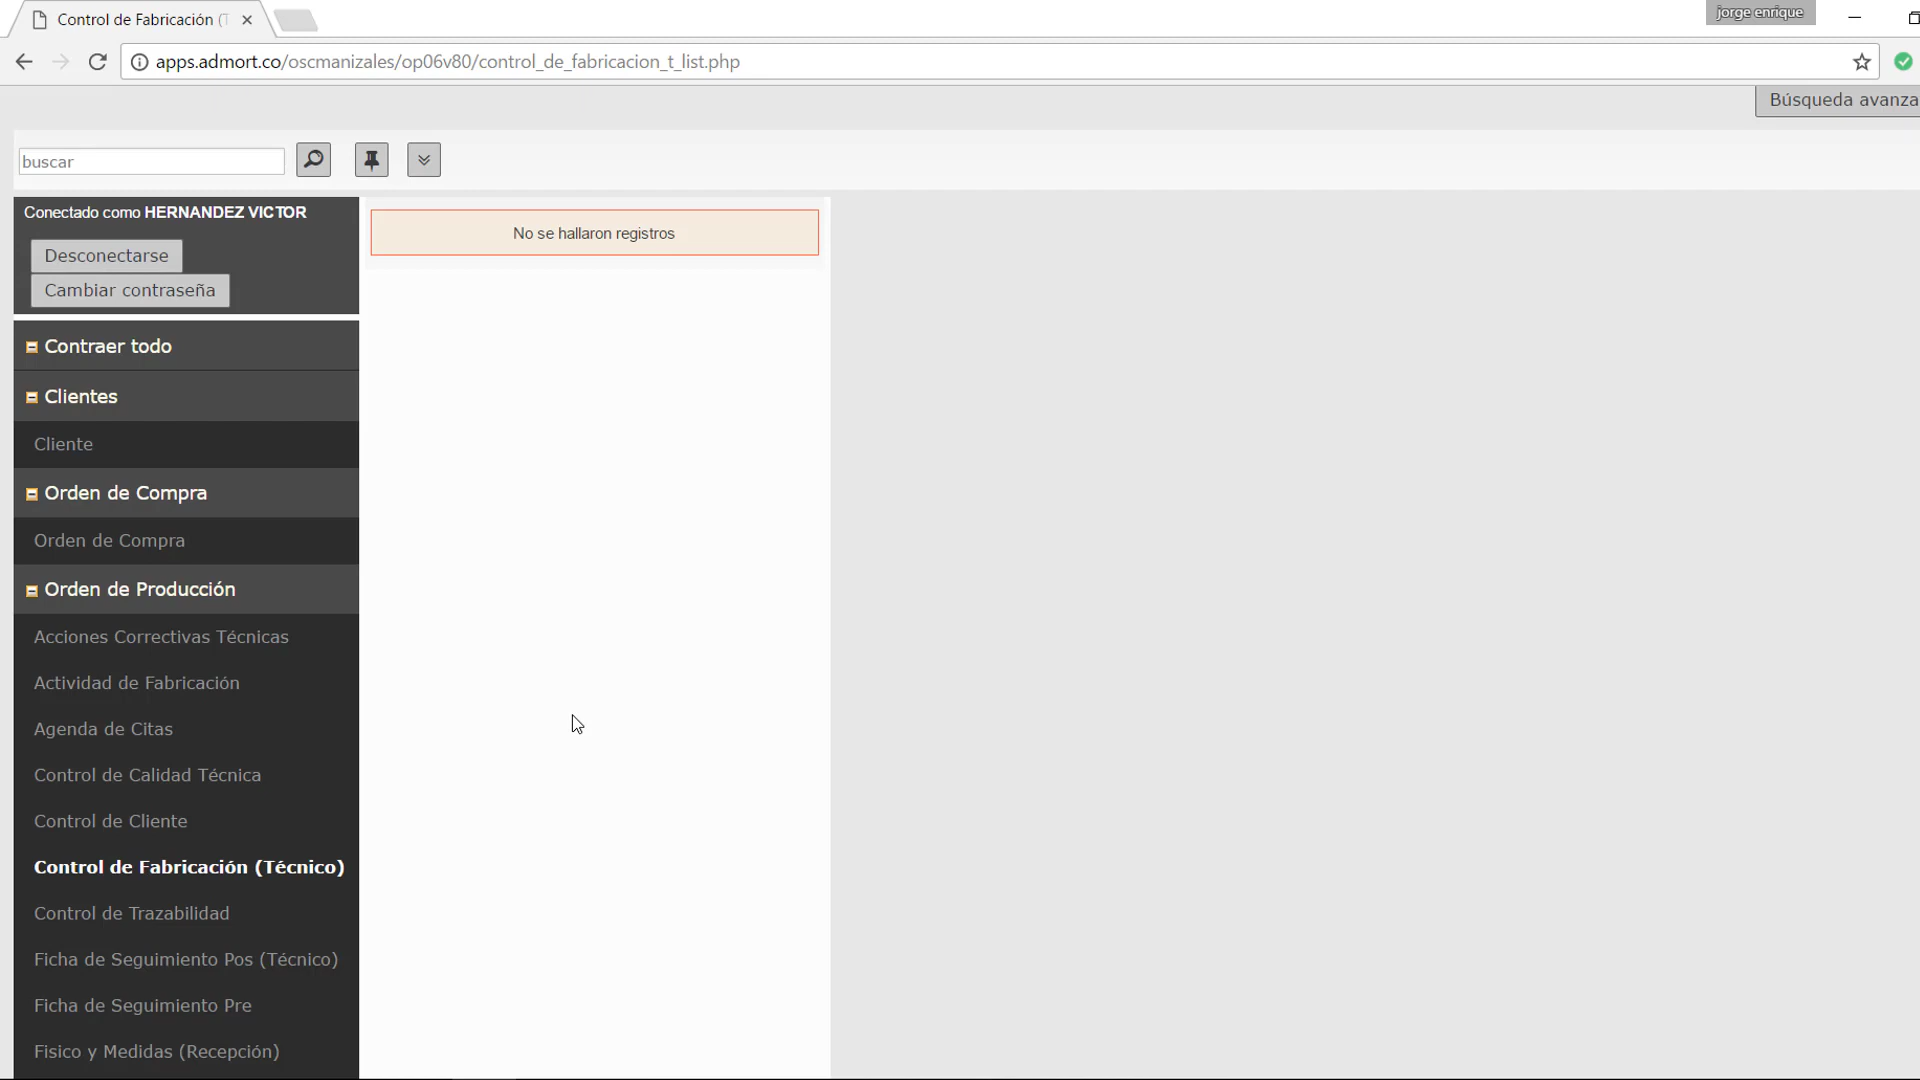 Control de Fabricación (T
jorge enrique
apps.admort.co/oscmanizales/op06v80/control_de_fabricacion_t_list.php
Búsqueda avanza
buscar
Conectado como HERNANDEZ VICTOR
Desconectarse
Cambiar contraseña
No se hallaron registros
Contraer todo
Clientes
Cliente
Orden de Compra
Orden de Compra
Orden de Producción
Acciones Correctivas Técnicas
Actividad de Fabricación
Agenda de Citas
Control de Calidad Técnica
Control de Cliente
Control de Fabricación (Técnico)
Control de Trazabilidad
Ficha de Seguimiento Pos (Técnico)
Ficha de Seguimiento Pre
Fisico y Medidas (Recepción)